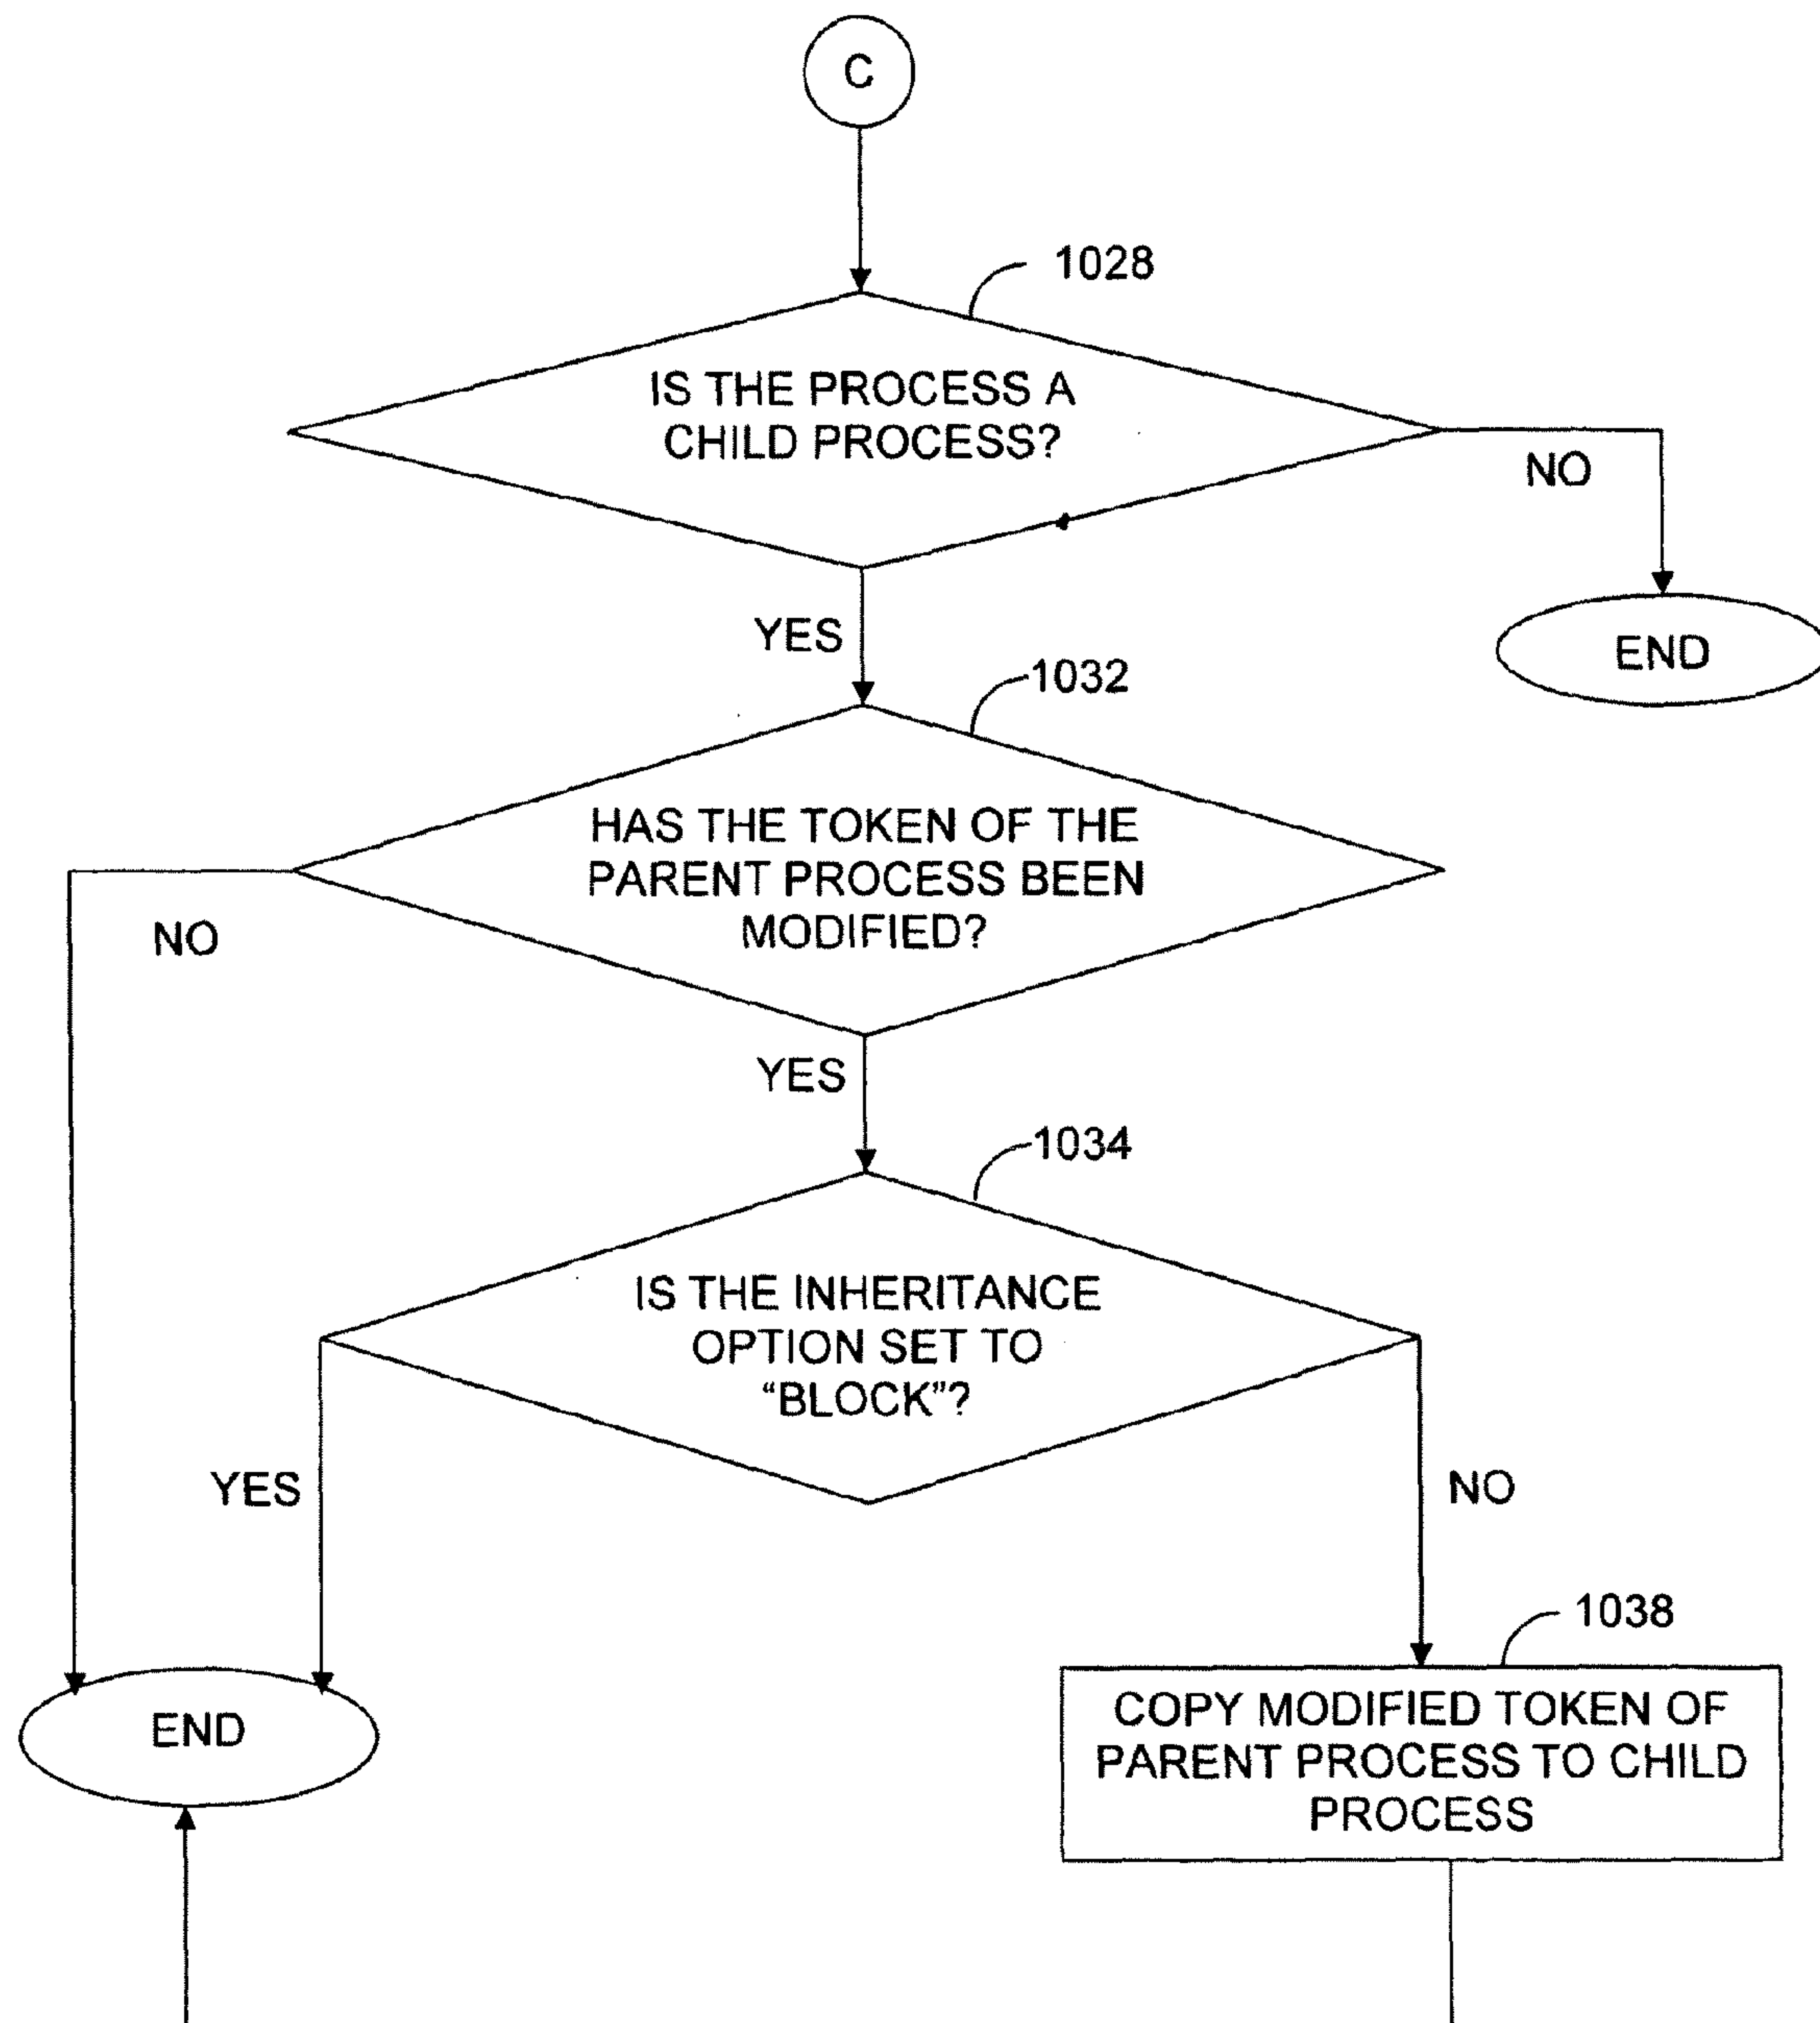 C
1028
IS THE PROCESS A
CHILD PROCESS?
NO
END
YES
1032
HAS THE TOKEN OF THE
PARENT PROCESS BEEN
MODIFIED?
NO
YES
1034
IS THE INHERITANCE
OPTION SET TO
“BLOCK”?
YES
NO
1038
COPY MODIFIED TOKEN OF
PARENT PROCESS TO CHILD
PROCESS
END